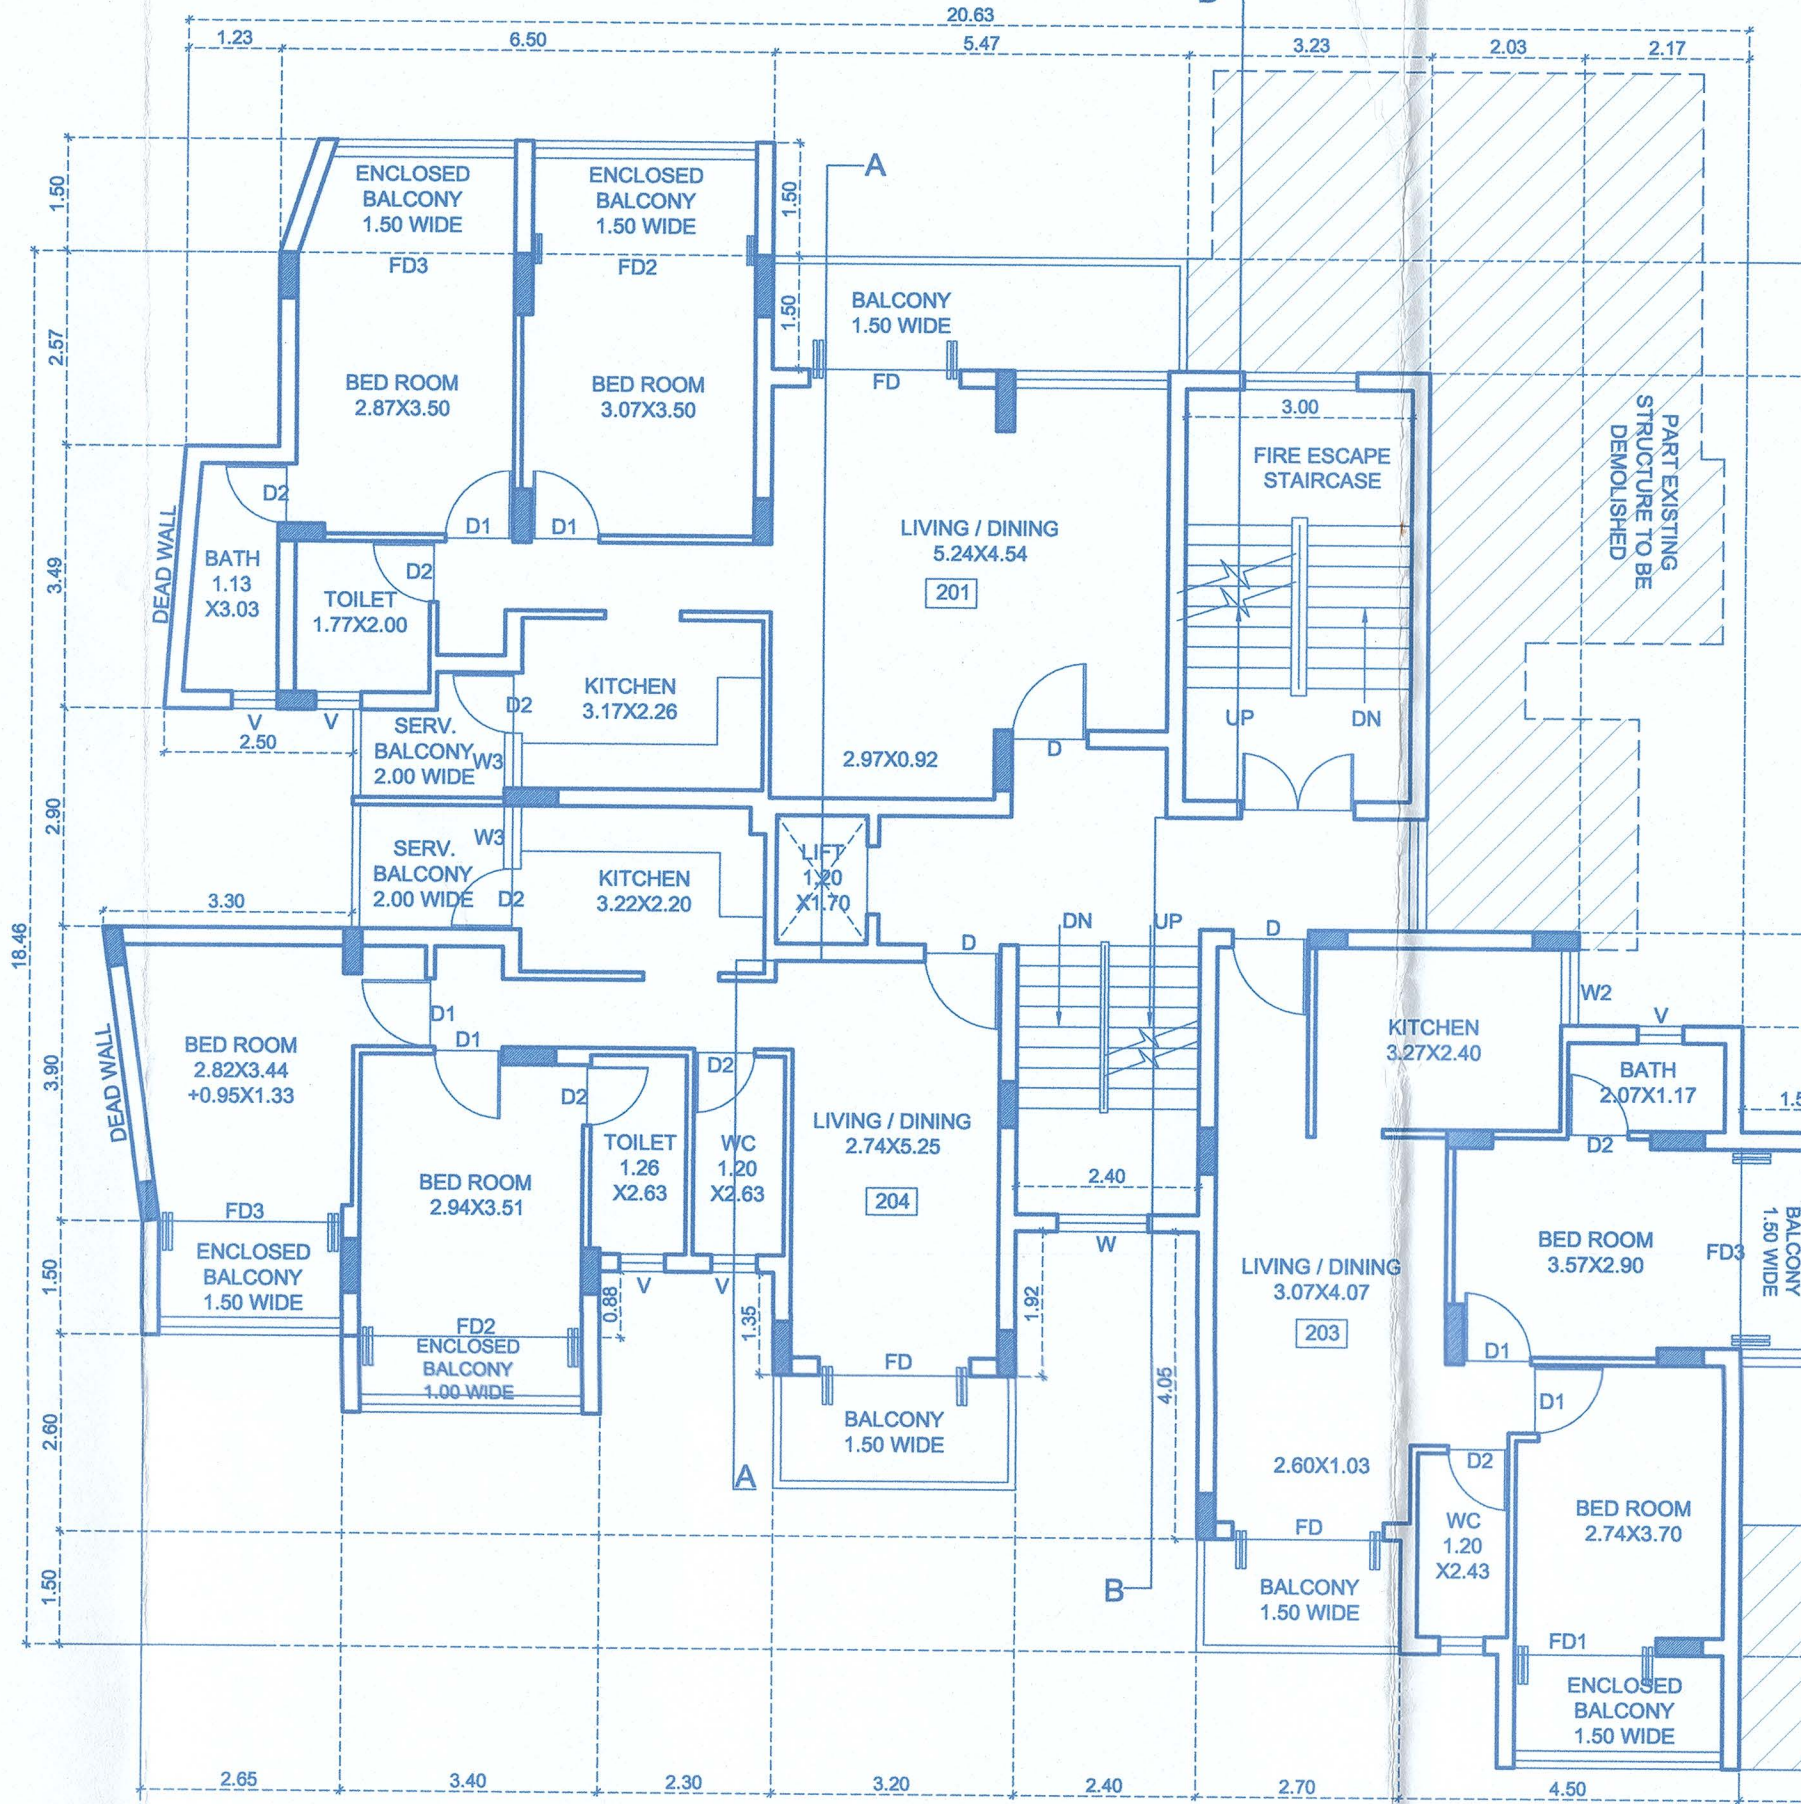 20.63
1.23
6.50
5.47
3.23
2.03
2.17
1.50
ENCLOSED
BALCONY
1.50 WIDE
ENCLOSED
BALCONY
1.50 WIDE
1.50
A
FD3
FD2
1.50
BALCONY
1.50 WIDE
FD
2.57
BED ROOM
2.87X3.50
BED ROOM
3.07X3.50
3.00
FIRE ESCAPE
STAIRCASE
PART EXISTING
STRUCTURE TO BE
DEMOLISHED
D2
D1
D1
LIVING / DINING
5.24X4.54
201
DEAD WALL
3.49
BATH
1.13
X3.03
D2
TOILET
1.77X2.00
KITCHEN
3.17X2.26
D2
UP
DN
V
V
2.50
SERV.
BALCONY
2.00 WIDE
W3
2.97X0.92
D
2.90
SERV.
BALCONY
2.00 WIDE
W3
D2
KITCHEN
3.22X2.20
LIFT
1.20
X1.70
3.30
18.46
DN
UP
D
D
W2
V
KITCHEN
3.27X2.40
D1
D1
DEAD WALL
3.90
BED ROOM
2.82X3.44
+0.95X1.33
D2
D2
BATH
2.07X1.17
D2
LIVING / DINING
2.74X5.25
204
TOILET
1.26
X2.63
WC
1.20
X2.63
2.40
BED ROOM
2.94X3.51
FD3
ENCLOSED
BALCONY
1.50 WIDE
1.50
W
BED ROOM
3.57X2.90
FD3
BALCONY
1.50 WIDE
LIVING / DINING
3.07X4.07
203
V
V
0.88
1.35
1.92
FD2
ENCLOSED
BALCONY
1.00 WIDE
FD
D1
D1
4.05
2.60
BALCONY
1.50 WIDE
A
2.60X1.03
D2
WC
1.20
X2.43
BED ROOM
2.74X3.70
FD
1.50
B
BALCONY
1.50 WIDE
FD1
ENCLOSED
BALCONY
1.50 WIDE
2.65
3.40
2.30
3.20
2.40
2.70
4.50